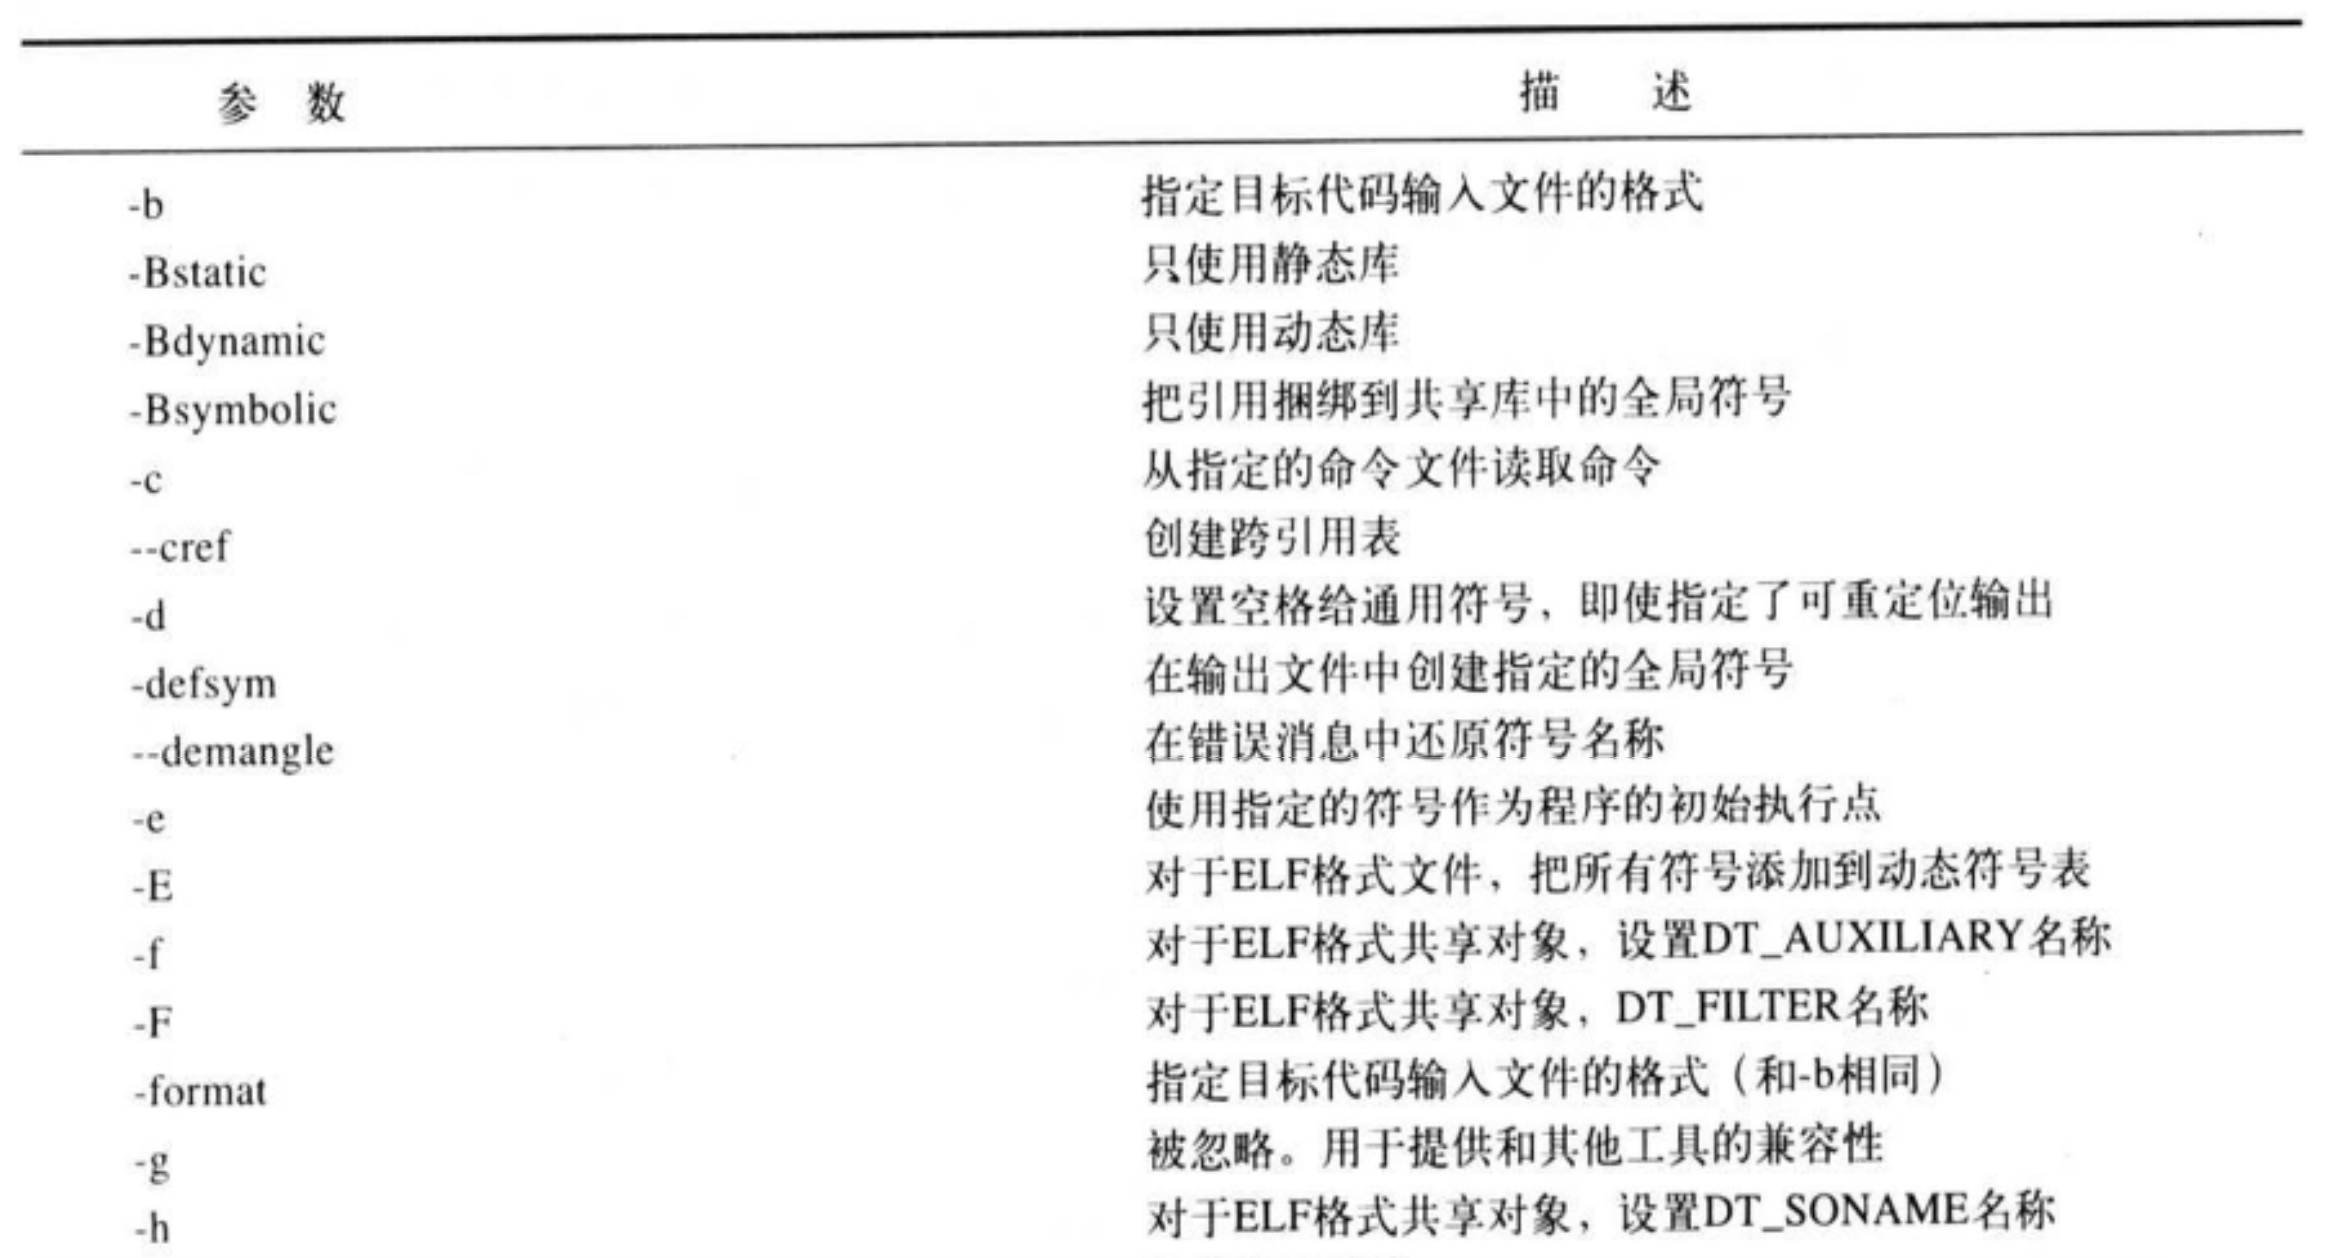 参 数 描 述
-b 指定目标代码输入文件的格式
-Bstatic 只使用静态库
-Bdynamic 只使用动态库
-Bsymbolic 把引用捆绑到共享库中的全局符号
-c 从指定的命令文件读取命令
--cref 创建跨引用表
-d 设置空格给通用符号，即使指定了可重定位输出
-defsym 在输出文件中创建指定的全局符号
--demangle 在错误消息中还原符号名称
-e 使用指定的符号作为程序的初始执行点
-E 对于ELF格式文件，把所有符号添加到动态符号表
-f 对于ELF格式共享对象，设置DT_AUXILIARY名称
-F 对于ELF格式共享对象，DT_FILTER名称
-format 指定目标代码输入文件的格式（和-b相同）
-g 被忽略。用于提供和其他工具的兼容性
-h 对于ELF格式共享对象，设置DT_SONAME名称